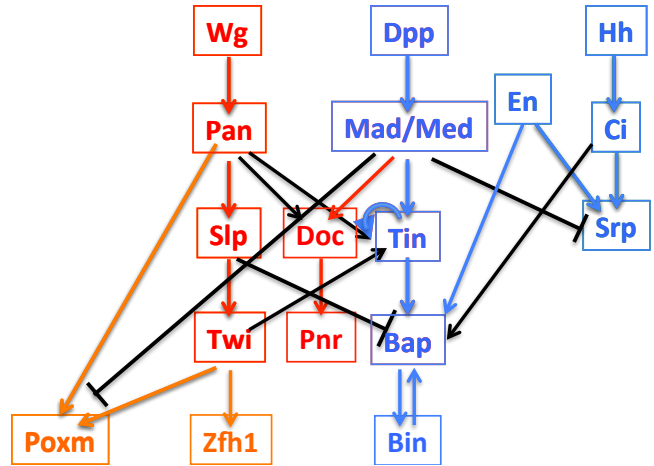 Wg
Dpp
Hh
En
Pan
Mad/Med
Ci
Slp
Doc
Tin
Srp
Twi
Pnr
Bap
Poxm
Zfh1
Bin